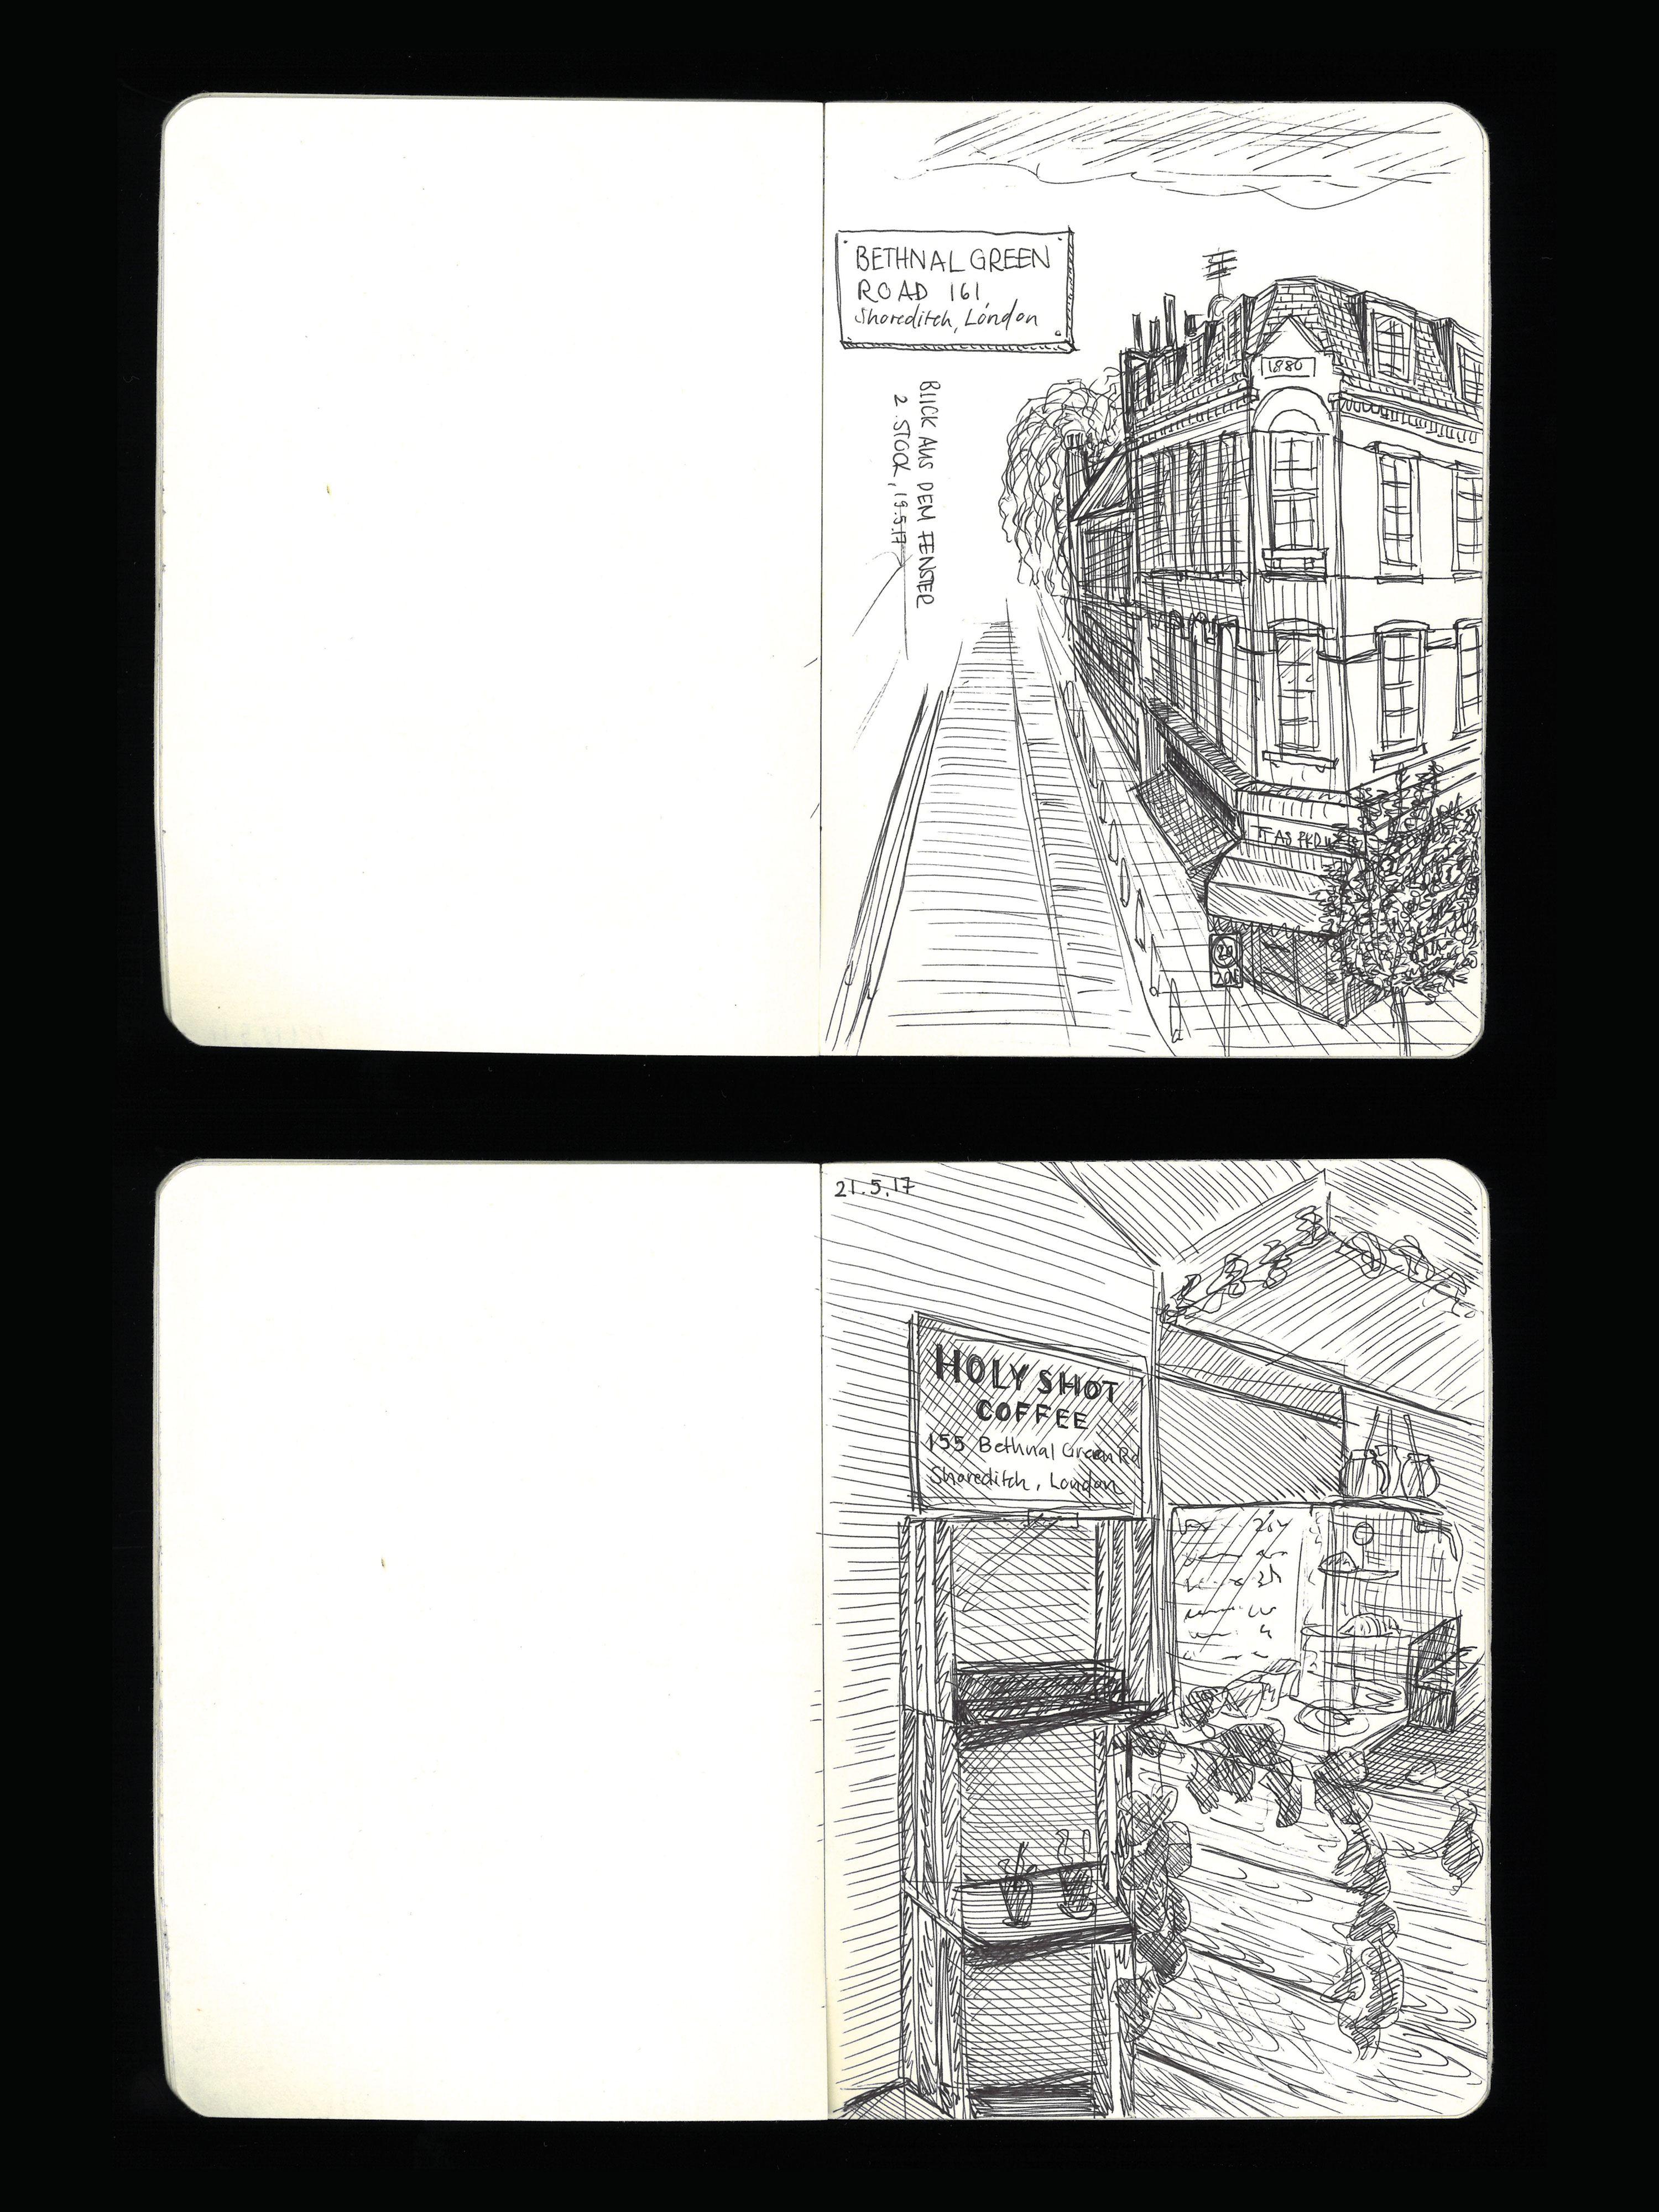 BETHNAL GREEN
ROAD 161,
Shoreditch, London
BLICK AUS DEM FENSTER
2. STOCK, 19.5.17
1880
20
21.5.17
HOLY SHOT
COFFEE
155 Bethnal Green Rd
Shoreditch, London